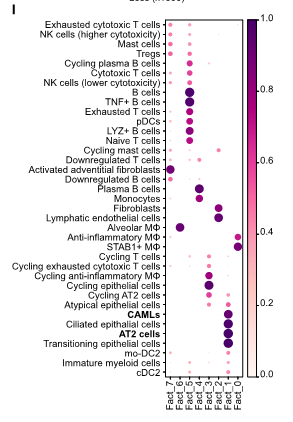 I
Exhausted cytotoxic T cells
NK cells (higher cytotoxicity)
Mast cells
Tregs
Cycling plasma B cells
Cytotoxic T cells
NK cells (lower cytotoxicity)
B cells
TNF+ B cells
Exhausted T cells
pDCs
LYZ+ B cells
Naive T cells
Cycling mast cells
Downregulated T cells
Activated adventitial fibroblasts
Downregulated B cells
Plasma B cells
Monocytes
Fibroblasts
Lymphatic endothelial cells
Alveolar MΦ
Anti-inflammatory MΦ
STAB1+ MΦ
Cycling T cells
Cycling exhausted cytotoxic T cells
Cycling anti-inflammatory MΦ
Cycling epithelial cells
Cycling AT2 cells
Atypical epithelial cells
CAMLs
Ciliated epithelial cells
AT2 cells
Transitioning epithelial cells
mo-DC2
Immature myeloid cells
cDC2
Fact_7
Fact_6
Fact_5
Fact_4
Fact_3
Fact_2
Fact_1
Fact_0
1.0
0.8
0.6
0.4
0.2
0.0